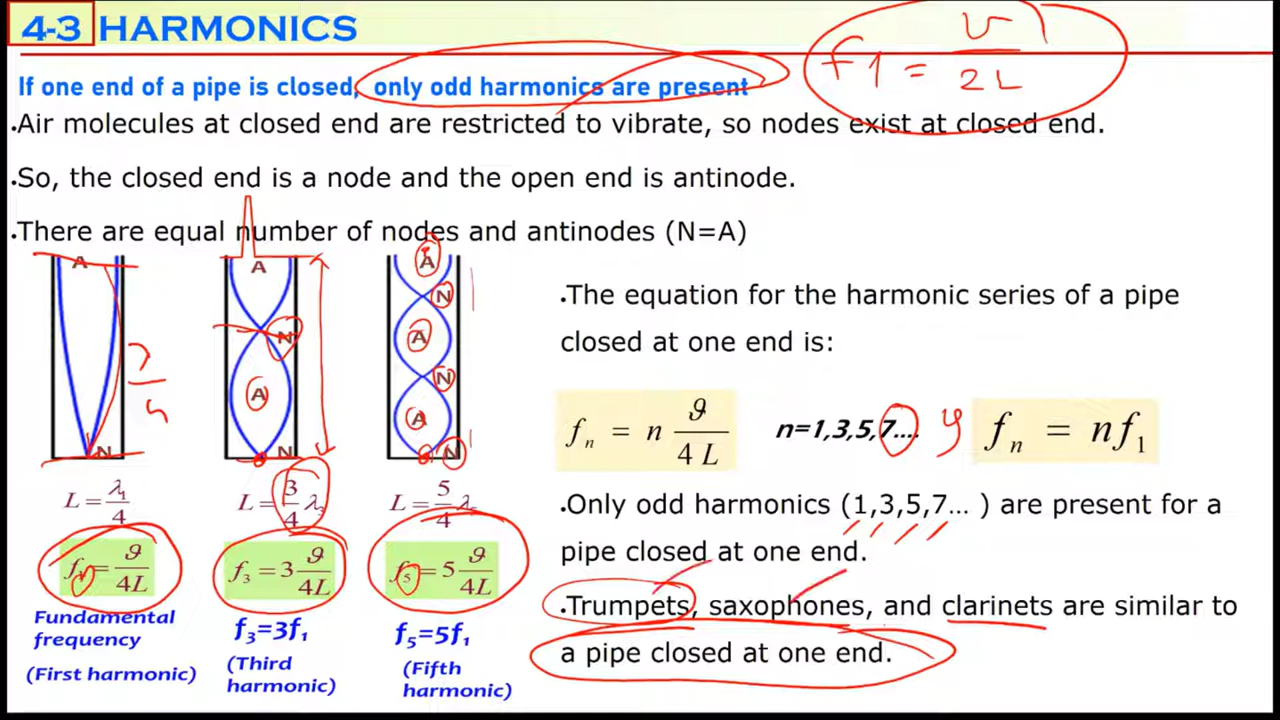 4-3 HARMONICS
f1 = v / 2L
If one end of a pipe is closed, only odd harmonics are present
•Air molecules at closed end are restricted to vibrate, so nodes exist at closed end.
•So, the closed end is a node and the open end is antinode.
•There are equal number of nodes and antinodes (N=A)
A
N
λ/4
L = λ₁/4
f₁ = ϑ/4L
Fundamental
frequency
(First harmonic)
A
N
A
N
L = 3/4 λ₃
f₃ = 3 ϑ/4L
f₃=3f₁
(Third
harmonic)
A
N
A
N
A
N
L = 5/4 λ
f₅ = 5 ϑ/4L
f₅=5f₁
(Fifth
harmonic)
•The equation for the harmonic series of a pipe
closed at one end is:
fₙ = n ϑ/4L n=1,3,5,7.... fₙ = nf₁
•Only odd harmonics (1,3,5,7… ) are present for a
pipe closed at one end.
•Trumpets, saxophones, and clarinets are similar to
a pipe closed at one end.